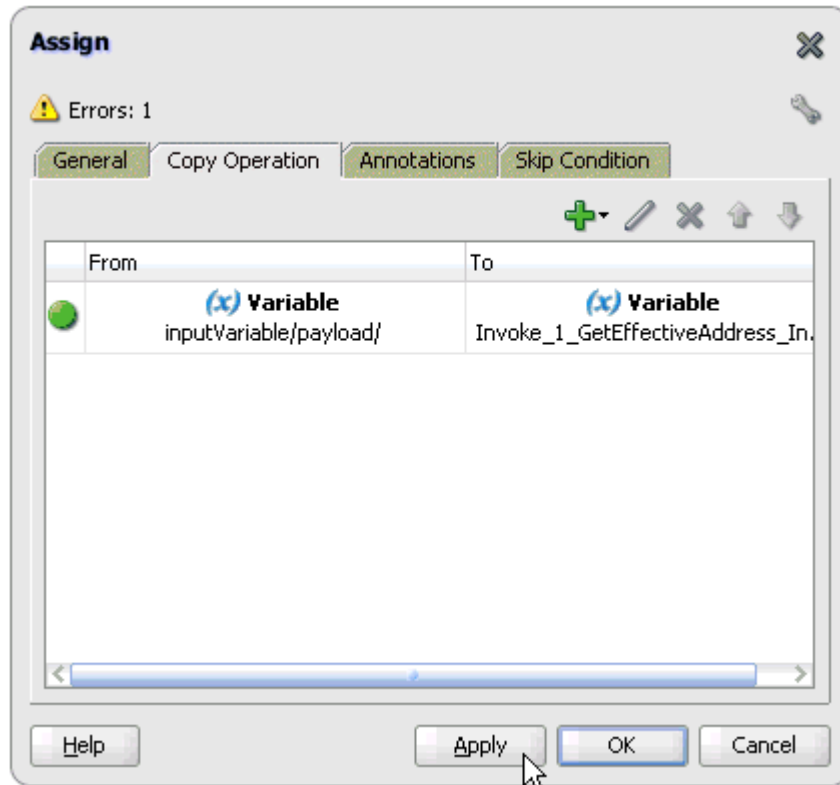 Assign
Errors: 1
General Copy Operation Annotations Skip Condition
From To
(x) Variable (x) Variable
inputVariable/payload/ Invoke_1_GetEffectiveAddress_In.
Help Apply OK Cancel